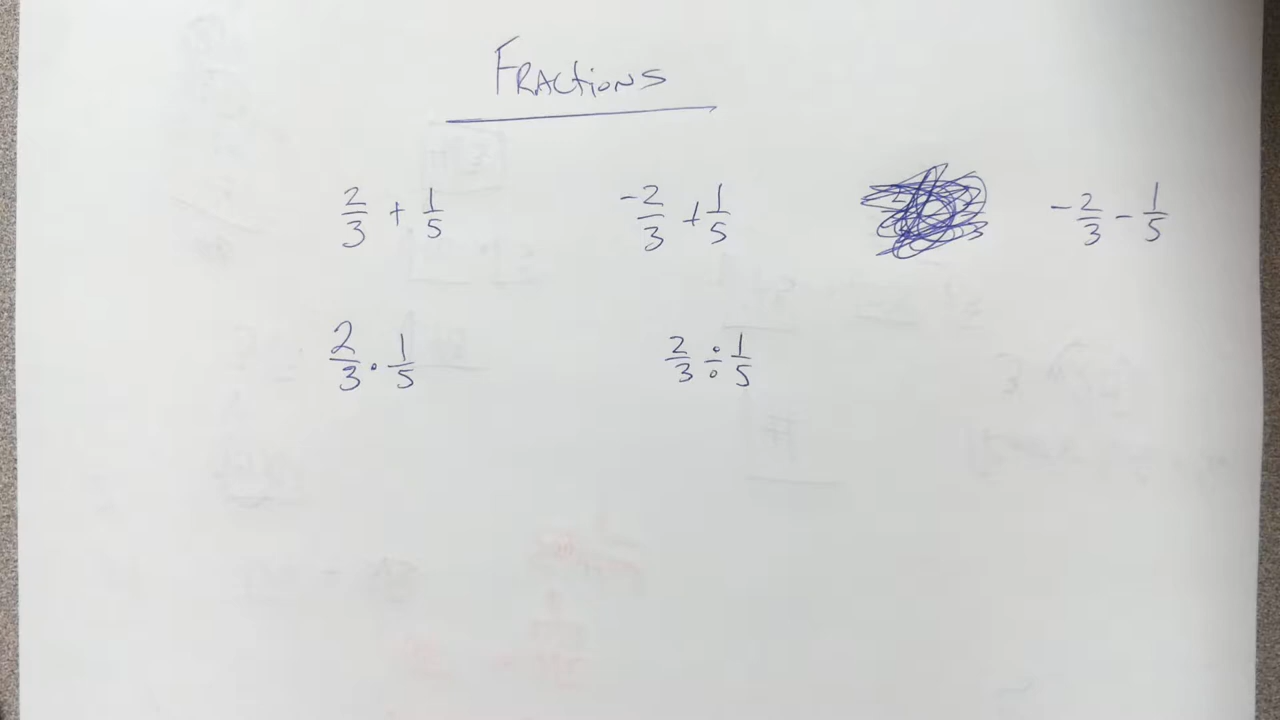 Fractions
2/3 + 1/5   -2/3 + 1/5   -2/3 - 1/5
2/3 · 1/5   2/3 ÷ 1/5